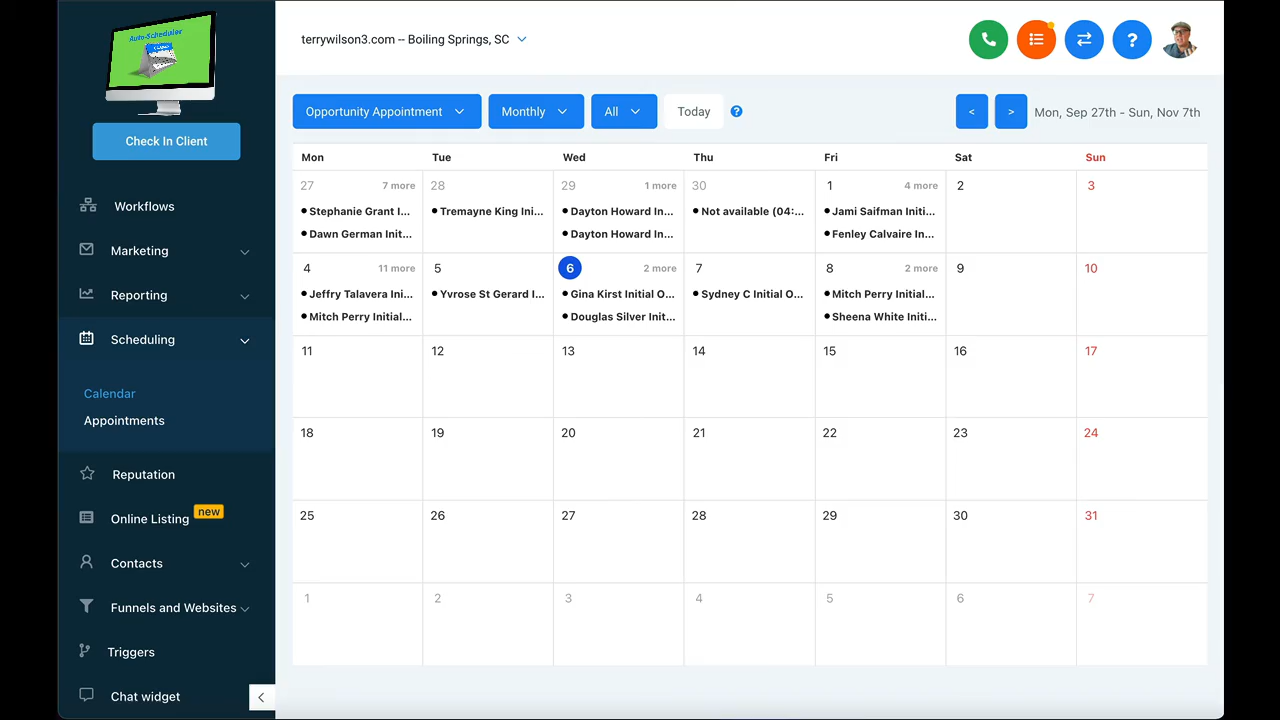 Auto-Scheduler
Check In Client
Workflows
Marketing
Reporting
Scheduling
Calendar
Appointments
Reputation
Online Listing new
Contacts
Funnels and Websites
Triggers
Chat widget
<
terrywilson3.com -- Boiling Springs, SC
?
Opportunity Appointment Monthly All Today ? < > Mon, Sep 27th - Sun, Nov 7th
Mon Tue Wed Thu Fri Sat Sun
27 7 more 28 29 1 more 30 1 4 more 2 3
Stephanie Grant I... Tremayne King Ini... Dayton Howard In... Not available (04:... Jami Saifman Initi...
Dawn German Init... Dayton Howard In... Fenley Calvaire In...
4 11 more 5 6 2 more 7 8 2 more 9 10
Jeffry Talavera Ini... Yvrose St Gerard I... Gina Kirst Initial O... Sydney C Initial O... Mitch Perry Initial...
Mitch Perry Initial... Douglas Silver Init... Sheena White Initi...
11 12 13 14 15 16 17
18 19 20 21 22 23 24
25 26 27 28 29 30 31
1 2 3 4 5 6 7